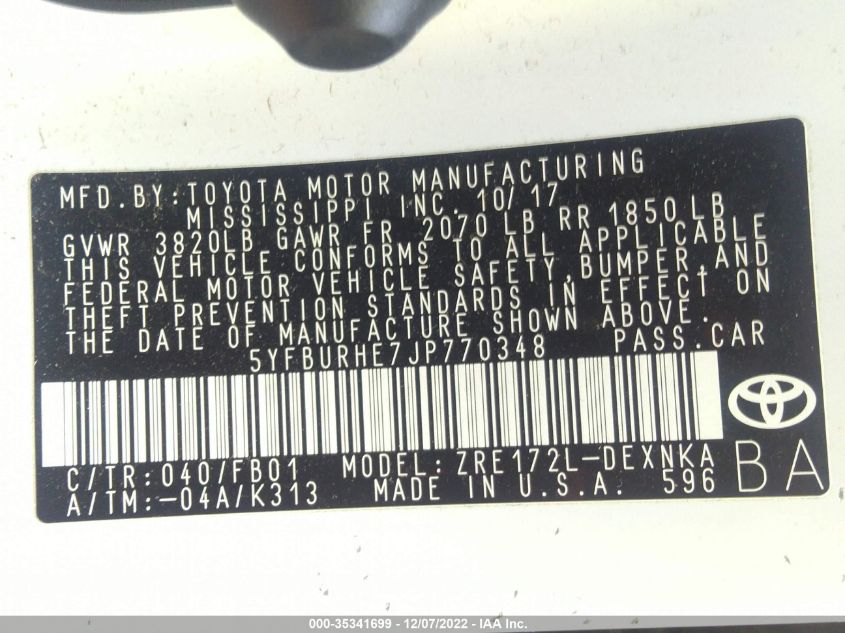 MFD.BY:TOYOTA MOTOR MANUFACTURING
MISSISSIPPI INC. 10/17
GVWR 3820LB GAWR FR 2070 LB RR 1850 LB
THIS VEHICLE CONFORMS TO ALL APPLICABLE
FEDERAL MOTOR VEHICLE SAFETY,BUMPER,AND
THEFT PREVENTION STANDARDS IN EFFECT ON
THE DATE OF MANUFACTURE SHOWN ABOVE.
5YFBURHE7JP770348 PASS.CAR
C/TR:040/FB01 MODEL:ZRE172L-DEXNKA
A/TM:-04A/K313 MADE IN U.S.A. 596
BA
000-35341699 - 12/07/2022 - IAA Inc.